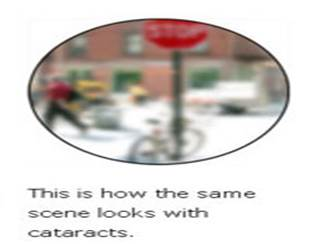 STOP
This is how the same
scene looks with
cataracts.